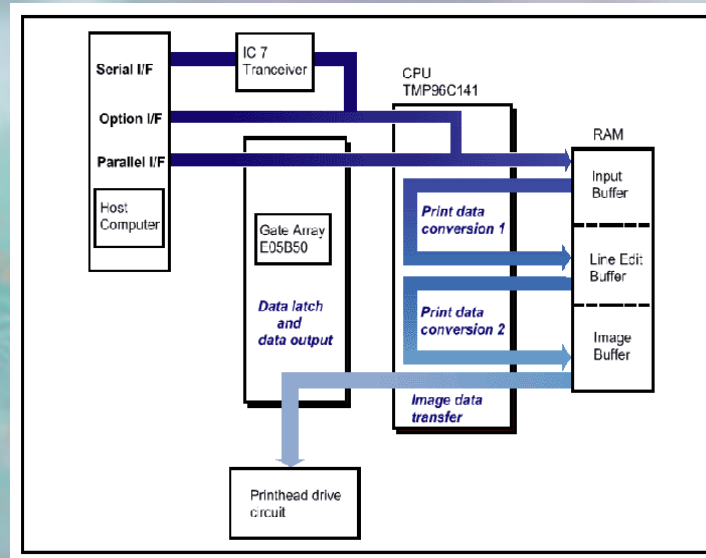 Serial I/F
Option I/F
Parallel I/F
Host
Computer
IC 7
Tranceiver
Gate Array
E05B50
Data latch
and
data output
CPU
TMP96C141
Print data
conversion 1
Print data
conversion 2
Image data
transfer
RAM
Input
Buffer
Line Edit
Buffer
Image
Buffer
Printhead drive
circuit